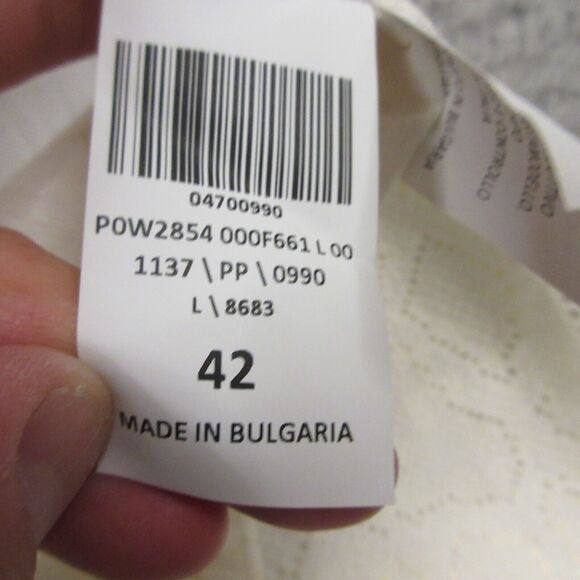 04700990
P0W2854 000F661 L 00
1137 \ PP \ 0990
L \ 8683
42
MADE IN BULGARIA